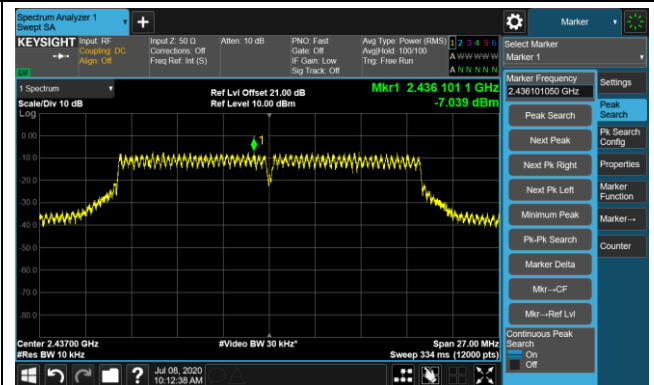 Spectrum Analyzer 1
Swept SA
Marker
KEYSIGHT
Input: RF
Coupling: DC
Align: Off
Input Z: 50 Ω
Corrections: Off
Freq Ref: Int (S)
Atten: 10 dB
PNO: Fast
Gate: Off
IF Gain: Low
Sig Track: Off
Avg Type: Power (RMS)
Avg|Hold: 100/100
Trig: Free Run
1 2 3 4 5 6
A W W W W W
A N N N N N
LXI
Select Marker
Marker 1
1 Spectrum
Scale/Div 10 dB
Log
Ref Lvl Offset 21.00 dB
Ref Level 10.00 dBm
Mkr1 2.436 101 1 GHz
-7.039 dBm
1
0.00
-10.0
-20.0
-30.0
-40.0
-60.0
-70.0
-80.0
Center 2.43700 GHz
#Res BW 10 kHz
#Video BW 30 kHz*
Span 27.00 MHz
Sweep 334 ms (12000 pts)
Marker Frequency
2.436101050 GHz
Peak Search
Next Peak
Next Pk Right
Next Pk Left
Minimum Peak
Pk-Pk Search
Marker Delta
Mkr→CF
Mkr→Ref Lvl
Continuous Peak
Search
On
Off
Settings
Peak
Search
Pk Search
Config
Properties
Marker
Function
Marker→
Counter
?
Jul 08, 2020
10:12:38 AM